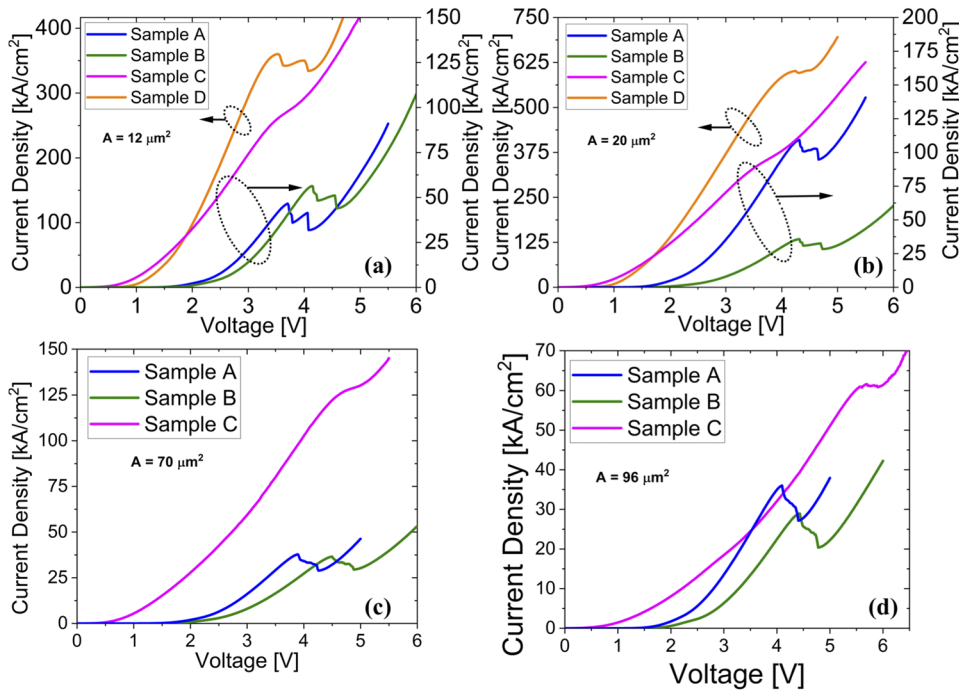 Current Density [kA/cm²]
400
300
200
100
0
Sample A
Sample B
Sample C
Sample D
A = 12 µm²
(a)
150
125
100
75
50
25
0
Current Density [kA/cm²]
0 1 2 3 4 5 6
Voltage [V]
Current Density [kA/cm²]
750
625
500
375
250
125
0
Sample A
Sample B
Sample C
Sample D
A = 20 µm²
(b)
200
175
150
125
100
75
50
25
0
Current Density [kA/cm²]
0 1 2 3 4 5 6
Voltage [V]
Current Density [kA/cm²]
150
125
100
75
50
25
0
Sample A
Sample B
Sample C
A = 70 µm²
(c)
0 1 2 3 4 5 6
Voltage [V]
Current Density [kA/cm²]
70
60
50
40
30
20
10
0
Sample A
Sample B
Sample C
A = 96 µm²
(d)
0 1 2 3 4 5 6
Voltage [V]